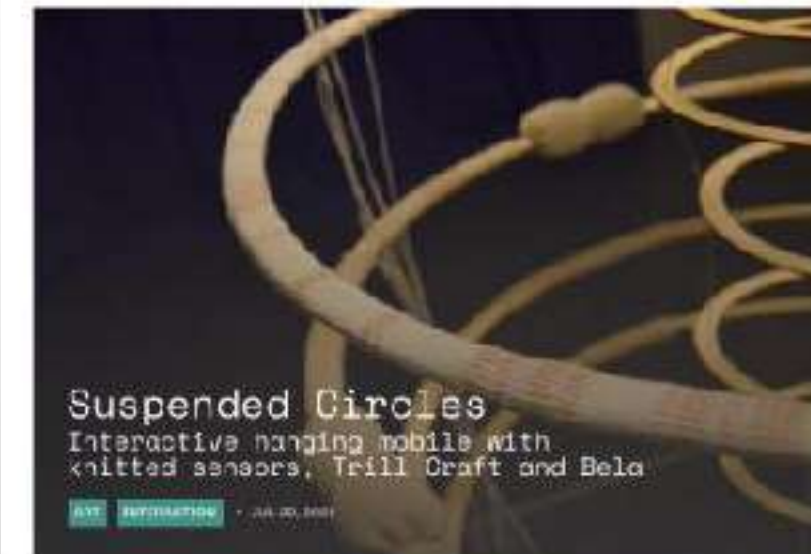 Suspended Circles
Interactive hanging mobile with
knitted sensors, Trill Craft and Bela